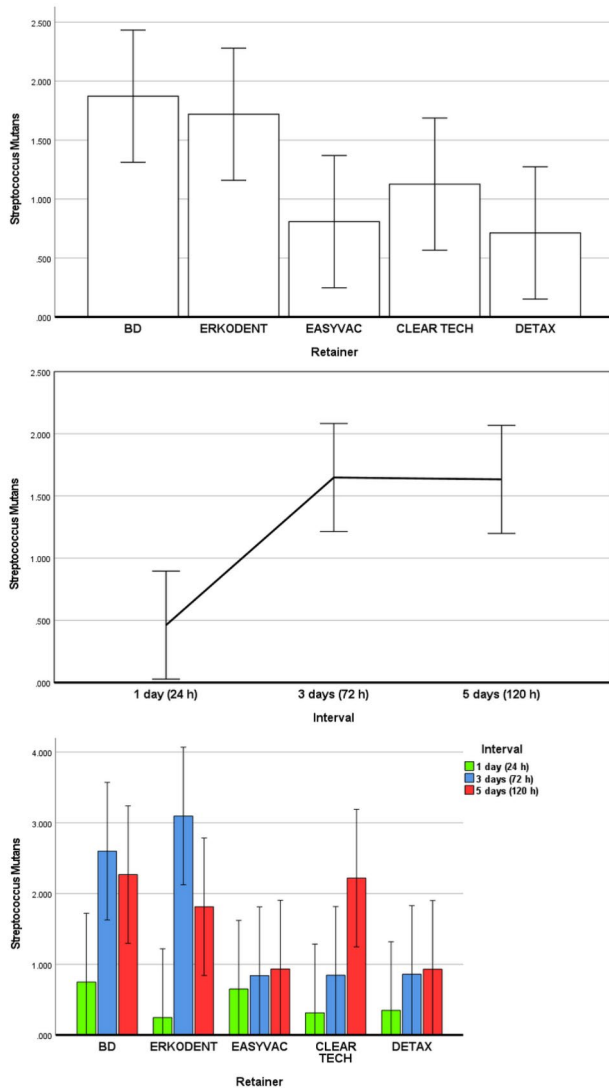 2.500
2.000
1.500
1.000
.500
.000
Streptococcus Mutans
BD ERKODENT EASYVAC CLEAR TECH DETAX
Retainer
2.500
2.000
1.500
1.000
.500
.000
Streptococcus Mutans
1 day (24 h) 3 days (72 h) 5 days (120 h)
Interval
4.000
3.000
2.000
1.000
.000
Streptococcus Mutans
Interval
1 day (24 h)
3 days (72 h)
5 days (120 h)
BD ERKODENT EASYVAC CLEAR DETAX
TECH
Retainer